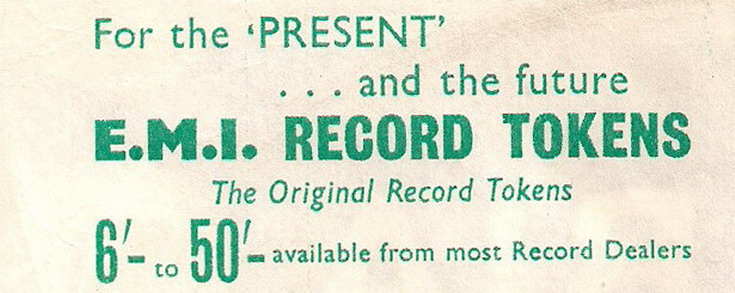 For the ‘PRESENT’
. . . and the future
E.M.I. RECORD TOKENS
The Original Record Tokens
6/- to 50/- available from most Record Dealers